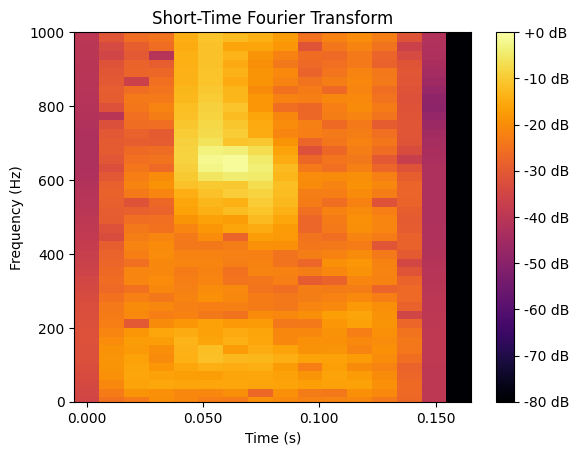 Short-Time Fourier Transform
1000
800
600
400
200
0
Frequency (Hz)
0.000
0.050
0.100
0.150
Time (s)
+0 dB
-10 dB
-20 dB
-30 dB
-40 dB
-50 dB
-60 dB
-70 dB
-80 dB